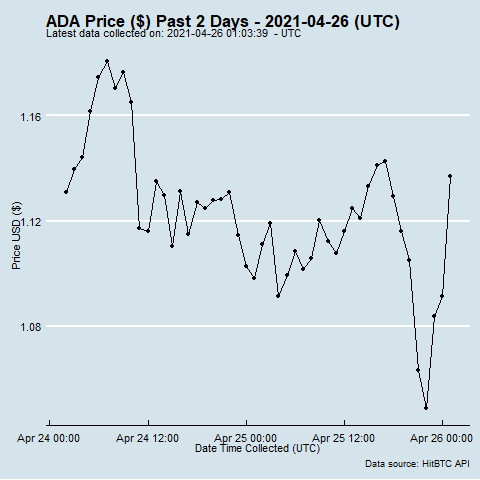 ADA Price ($) Past 2 Days - 2021-04-26 (UTC)
Latest data collected on: 2021-04-26 01:03:39 - UTC
1.16
1.12
1.08
Price USD ($)
Apr 24 00:00
Apr 24 12:00
Apr 25 00:00
Apr 25 12:00
Apr 26 00:00
Date Time Collected (UTC)
Data source: HitBTC API